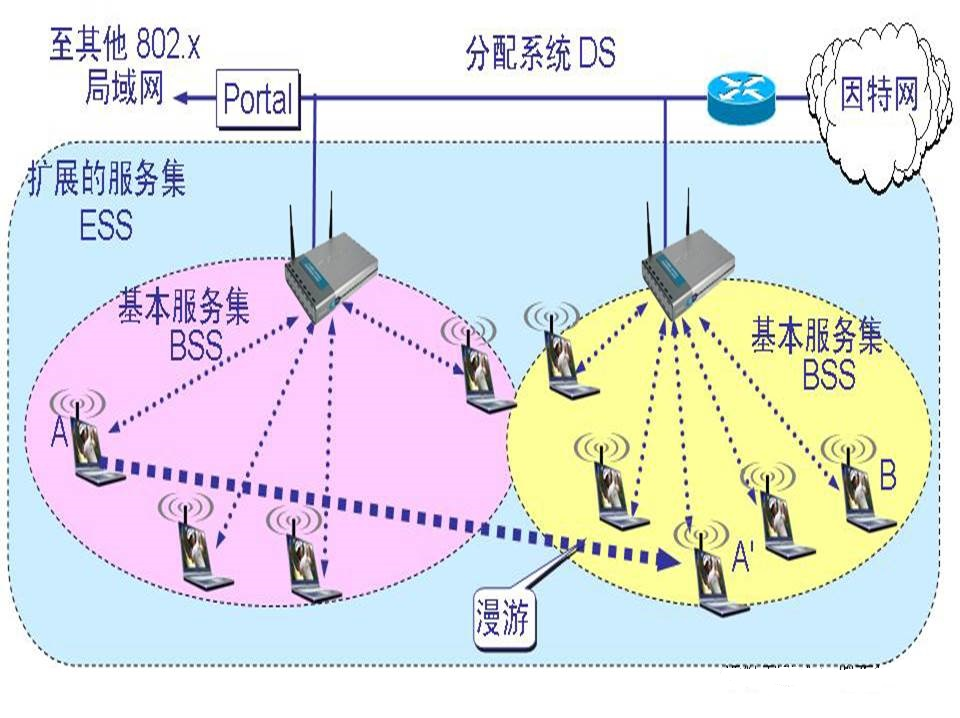 至其他 802.x
局域网
Portal
分配系统 DS
因特网
扩展的服务集
ESS
基本服务集
BSS
基本服务集
BSS
A
B
A'
漫游